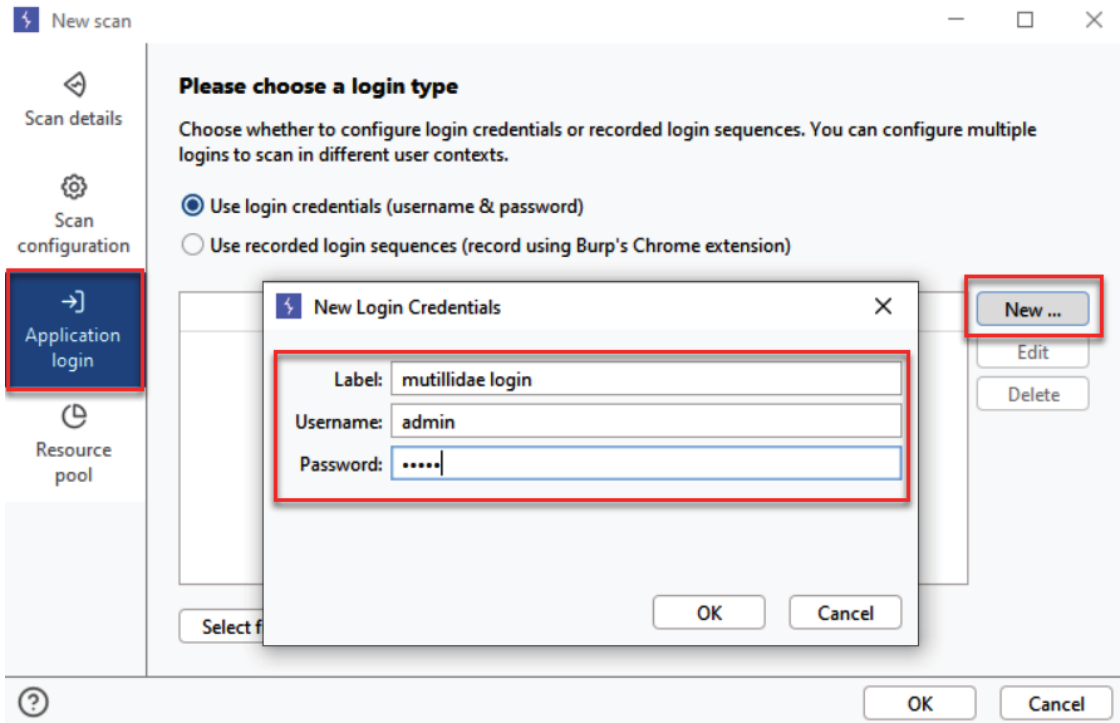 New scan
Scan details
Scan
configuration
Application
login
Resource
pool
Please choose a login type
Choose whether to configure login credentials or recorded login sequences. You can configure multiple
logins to scan in different user contexts.
Use login credentials (username & password)
Use recorded login sequences (record using Burp's Chrome extension)
New ...
Edit
Delete
New Login Credentials
Label: mutillidae login
Username: admin
Password: •••••
OK Cancel
Select f
OK Cancel